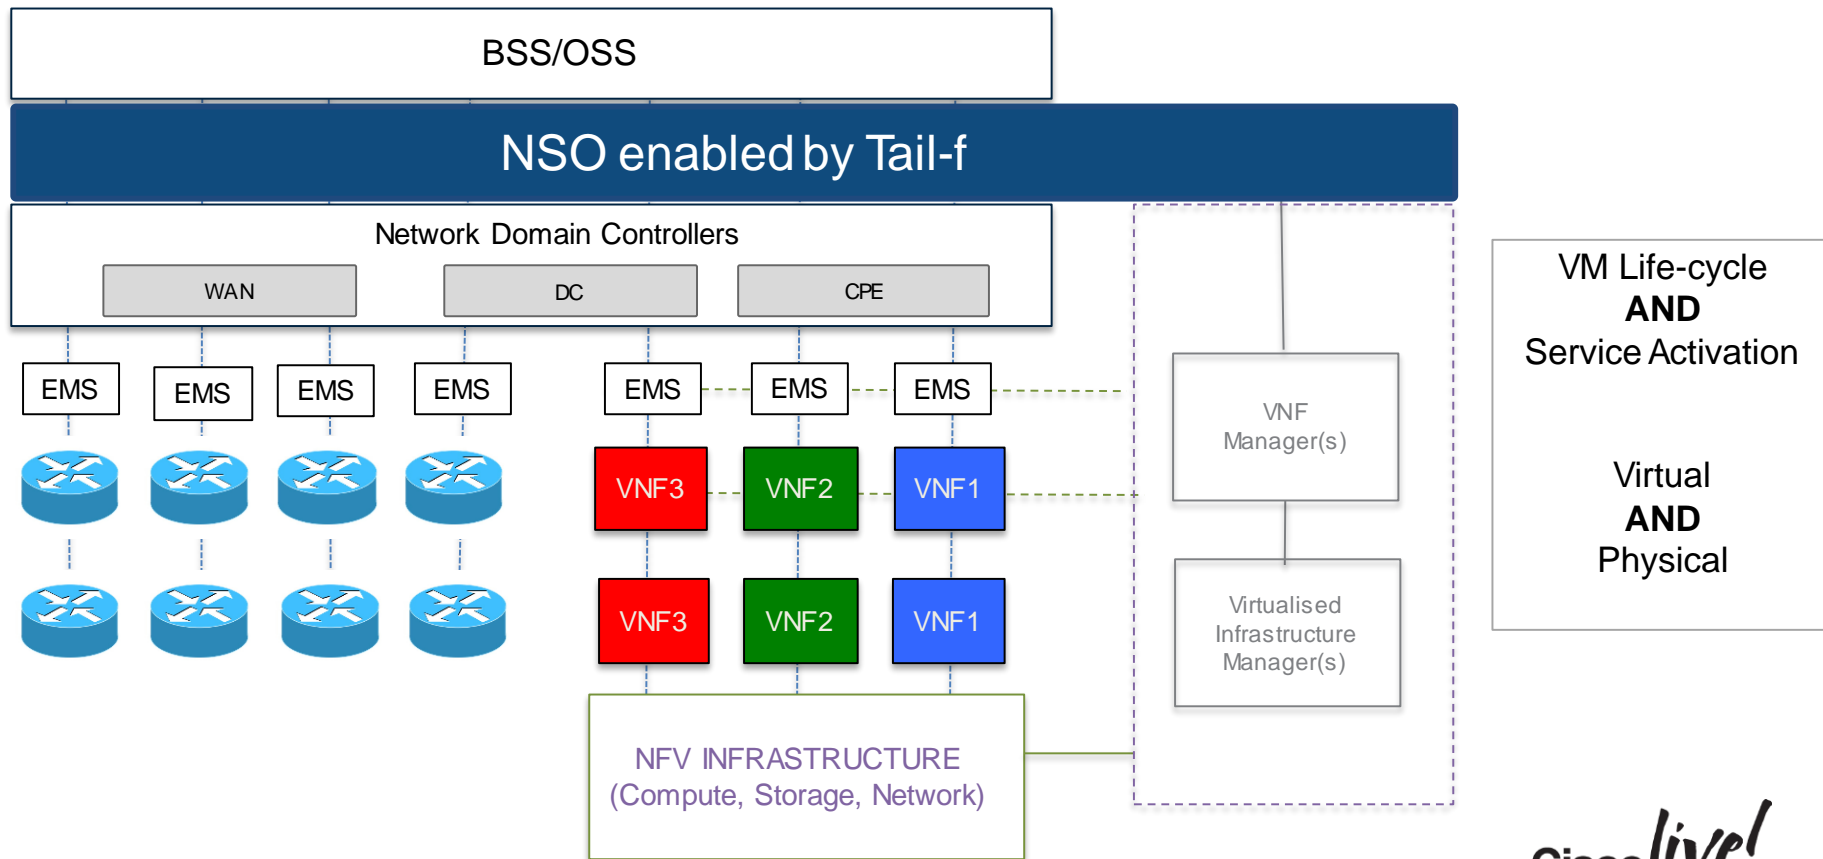 BSS/OSS
NSO enabled by Tail-f
Network Domain Controllers
WAN
DC
CPE
EMS
EMS
EMS
EMS
EMS
EMS
EMS
VNF3
VNF2
VNF1
VNF3
VNF2
VNF1
NFV INFRASTRUCTURE
(Compute, Storage, Network)
VNF
Manager(s)
Virtualised
Infrastructure
Manager(s)
VM Life-cycle
AND
Service Activation
Virtual
AND
Physical
Cisco live!